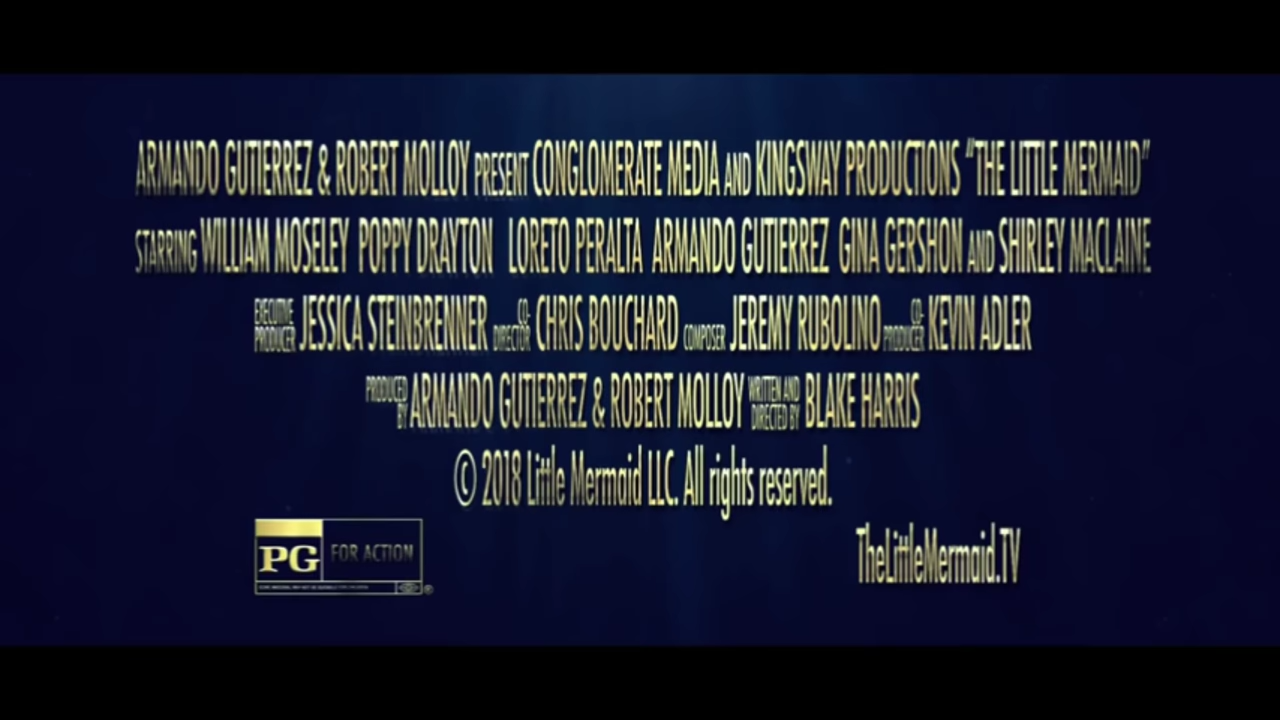 ARMANDO GUTIERREZ & ROBERT MOLLOY PRESENT CONGLOMERATE MEDIA AND KINGSWAY PRODUCTIONS "THE LITTLE MERMAID"
STARRING WILLIAM MOSELEY POPPY DRAYTON LORETO PERALTA ARMANDO GUTIERREZ GINA GERSHON AND SHIRLEY MACLAINE
EXECUTIVE PRODUCER JESSICA STEINBRENNER CO-DIRECTOR CHRIS BOUCHARD COMPOSER JEREMY RUBOLINO CO-PRODUCER KEVIN ADLER
PRODUCED BY ARMANDO GUTIERREZ & ROBERT MOLLOY WRITTEN AND DIRECTED BY BLAKE HARRIS
© 2018 Little Mermaid LLC. All rights reserved.
PG FOR ACTION
TheLittleMermaid.TV